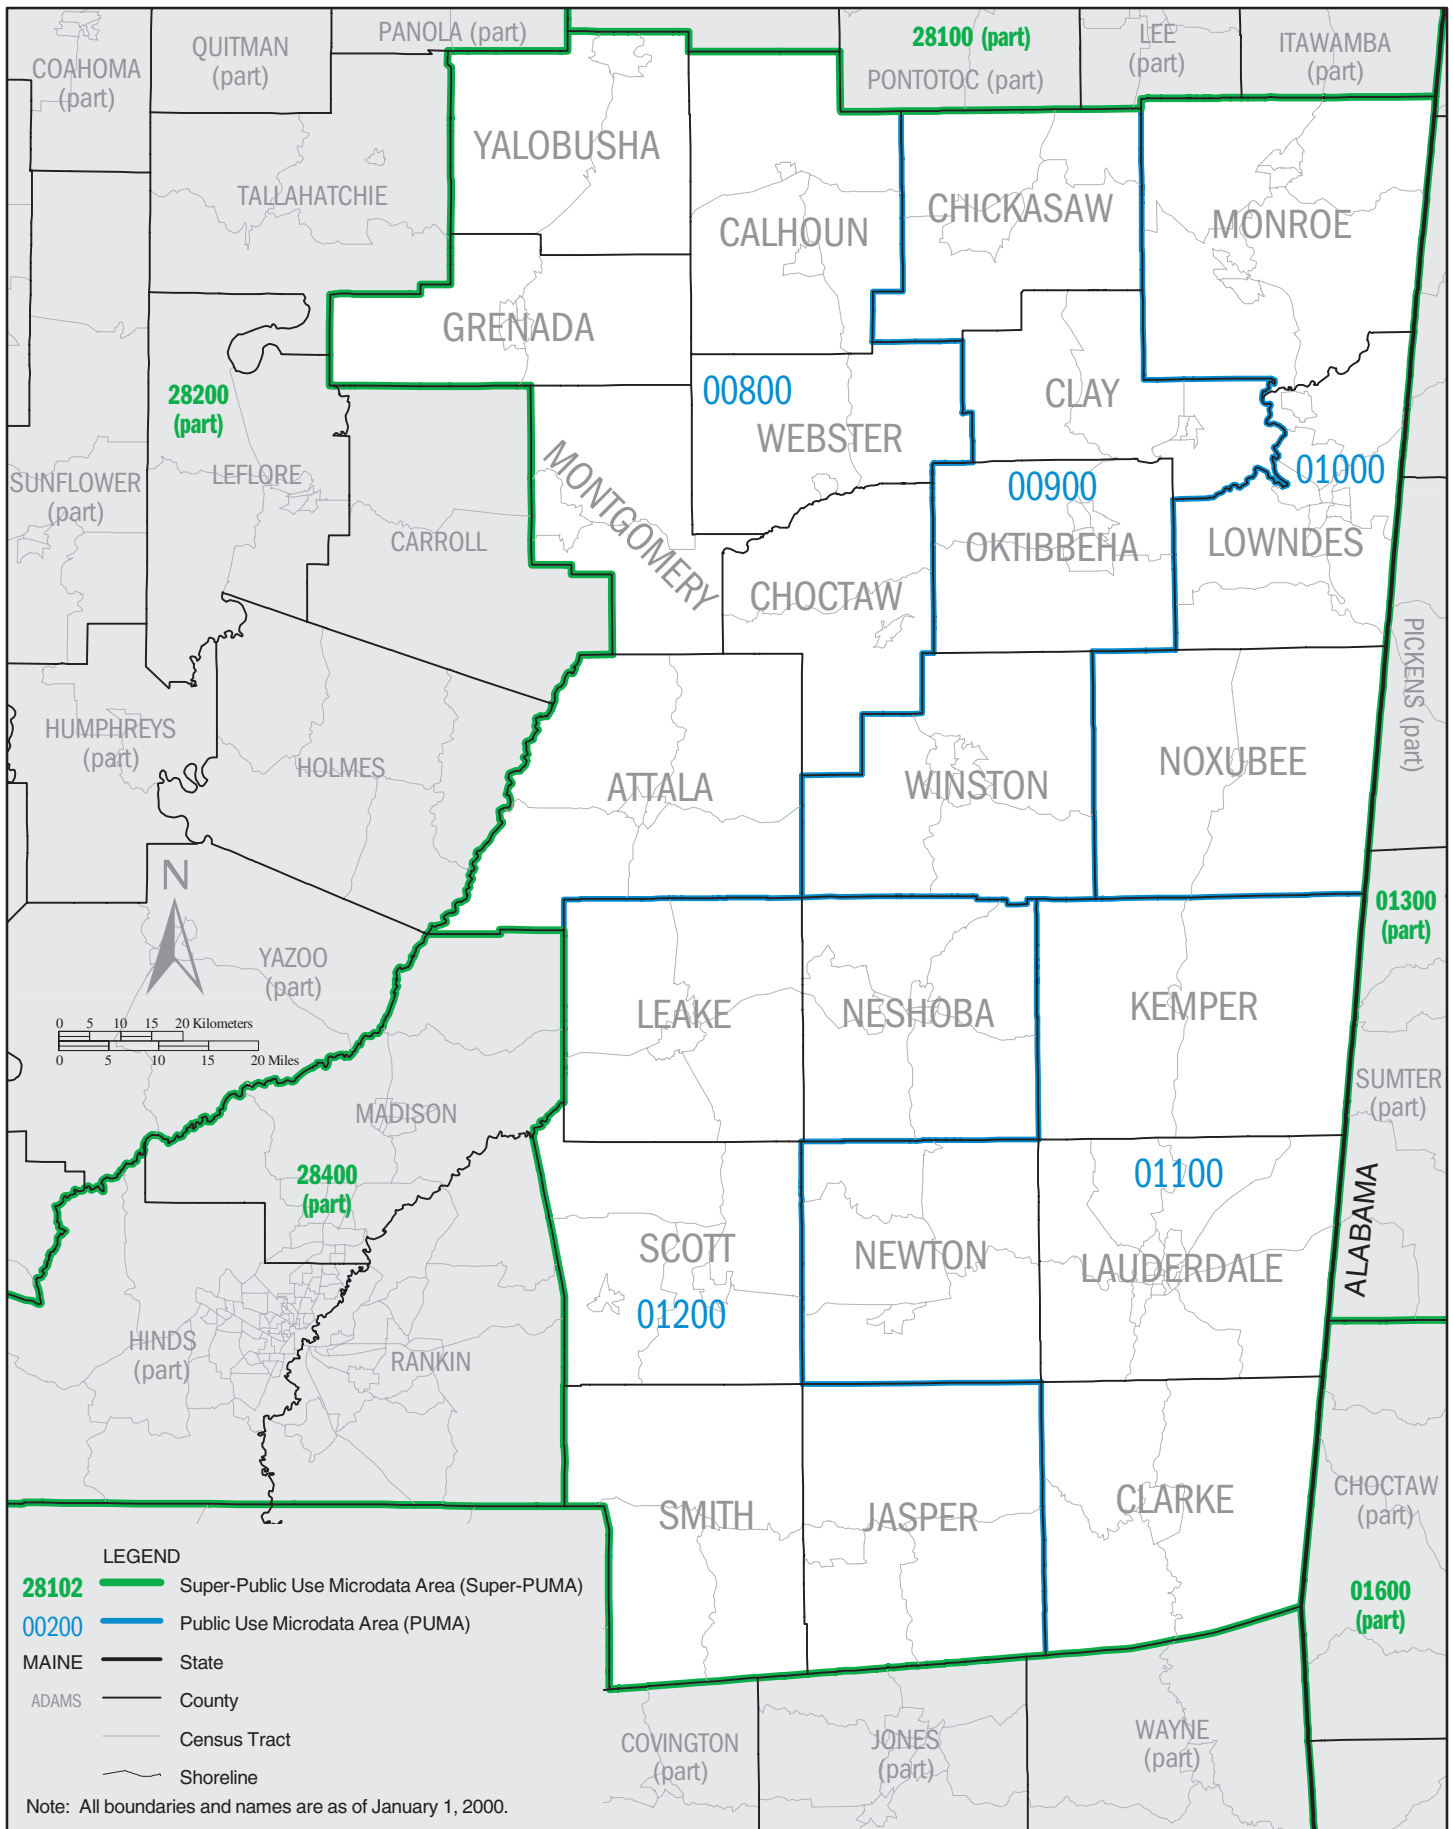 PANOLA (part)
QUITMAN
(part)
COAHOMA
(part)
28100 (part)
PONTOTOC (part)
LEE
(part)
ITAWAMBA
(part)
YALOBUSHA
TALLAHATCHIE
CALHOUN
CHICKASAW
MONROE
GRENADA
28200
(part)
00800
CLAY
WEBSTER
MONTGOMERY
SUNFLOWER
(part)
LEFLORE
00900
01000
CARROLL
OKTIBBEHA
LOWNDES
CHOCTAW
PICKENS (part)
HUMPHREYS
(part)
HOLMES
ATTALA
WINSTON
NOXUBEE
N
01300
(part)
YAZOO
(part)
LEAKE
NESHOBA
KEMPER
0 5 10 15 20 Kilometers
0 5 10 15 20 Miles
SUMTER
(part)
MADISON
28400
(part)
01100
ALABAMA
SCOTT
NEWTON
LAUDERDALE
01200
HINDS
(part)
RANKIN
SMITH
JASPER
CLARKE
CHOCTAW
(part)
01600
(part)
LEGEND
28102 Super-Public Use Microdata Area (Super-PUMA)
00200 Public Use Microdata Area (PUMA)
MAINE State
ADAMS County
Census Tract
Shoreline
COVINGTON
(part)
JONES
(part)
WAYNE
(part)
Note: All boundaries and names are as of January 1, 2000.